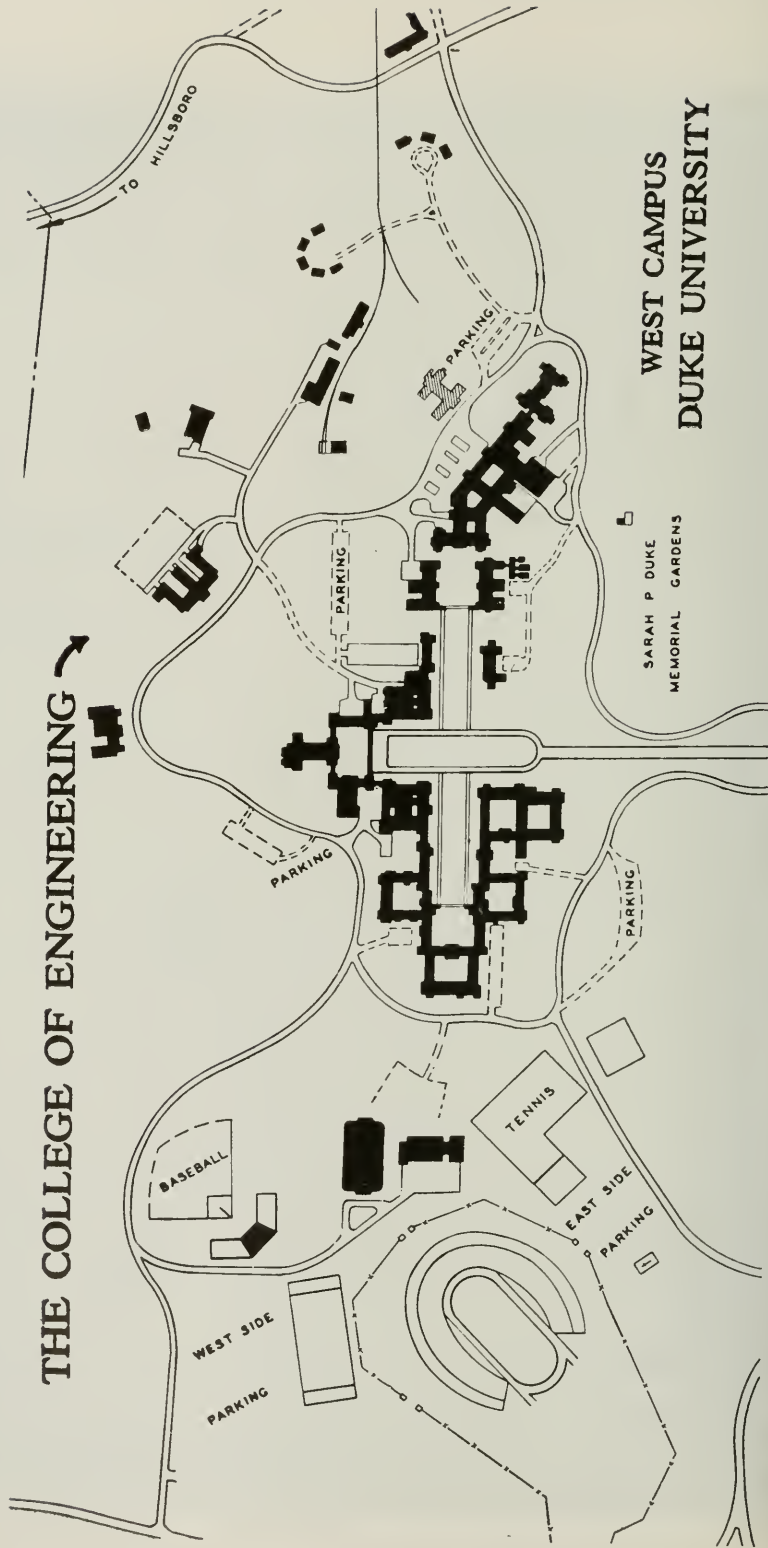 THE COLLEGE OF ENGINEERING
TO HILLSBORO
WEST CAMPUS
DUKE UNIVERSITY
PARKING
PARKING
SARAH P DUKE
MEMORIAL GARDENS
PARKING
PARKING
BASEBALL
TENNIS
WEST SIDE
PARKING
EAST SIDE
PARKING